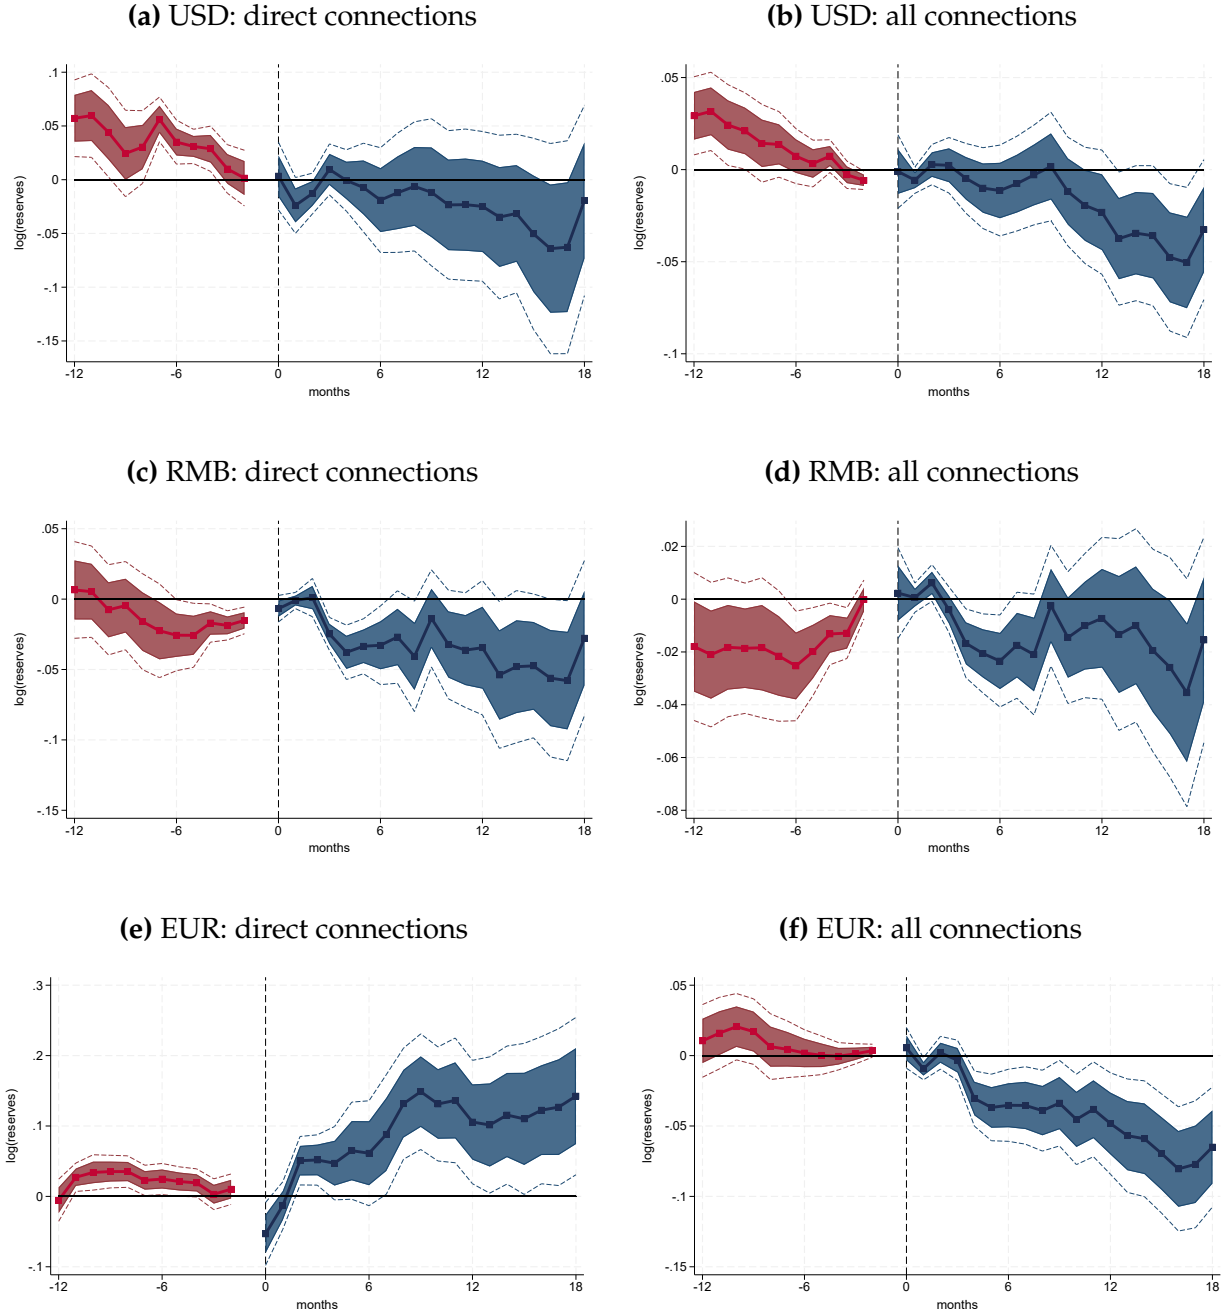 (a) USD: direct connections
.1
.05
0
-.05
-.1
-.15
log(reserves)
-12 -6 0 6 12 18
months
(b) USD: all connections
.05
0
-.05
-.1
log(reserves)
-12 -6 0 6 12 18
months
(c) RMB: direct connections
.05
0
-.05
-.1
-.15
log(reserves)
-12 -6 0 6 12 18
months
(d) RMB: all connections
.02
0
-.02
-.04
-.06
-.08
log(reserves)
-12 -6 0 6 12 18
months
(e) EUR: direct connections
.3
.2
.1
0
-.1
log(reserves)
-12 -6 0 6 12 18
months
(f) EUR: all connections
.05
0
-.05
-.1
-.15
log(reserves)
-12 -6 0 6 12 18
months